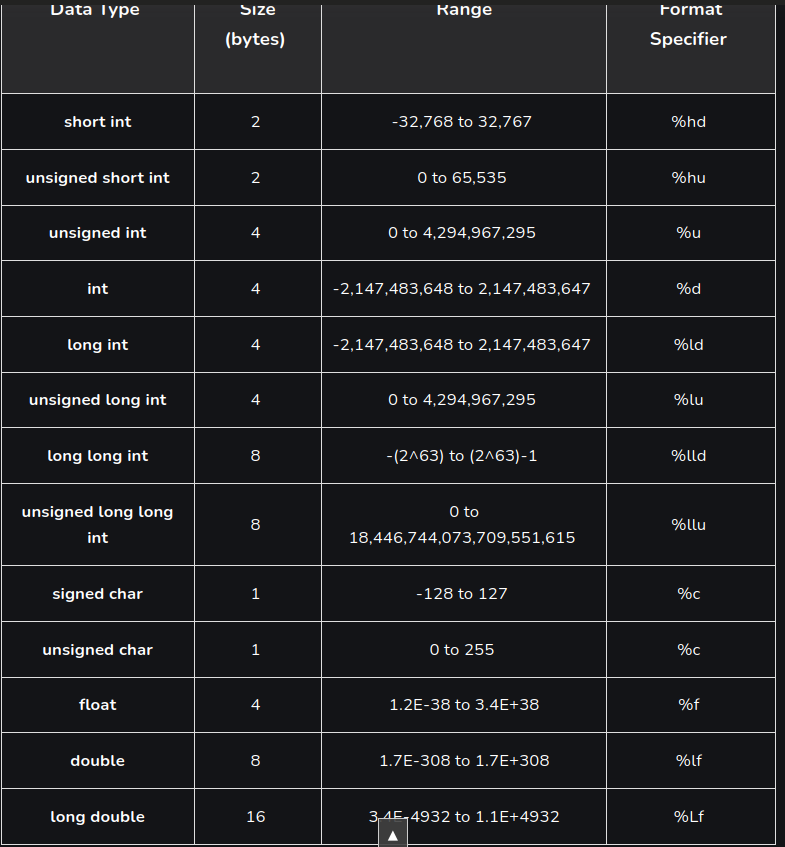 Data Type Size Range Format
(bytes) Specifier
short int 2 -32,768 to 32,767 %hd
unsigned short int 2 0 to 65,535 %hu
unsigned int 4 0 to 4,294,967,295 %u
int 4 -2,147,483,648 to 2,147,483,647 %d
long int 4 -2,147,483,648 to 2,147,483,647 %ld
unsigned long int 4 0 to 4,294,967,295 %lu
long long int 8 -(2^63) to (2^63)-1 %lld
unsigned long long int 8 0 to 18,446,744,073,709,551,615 %llu
signed char 1 -128 to 127 %c
unsigned char 1 0 to 255 %c
float 4 1.2E-38 to 3.4E+38 %f
double 8 1.7E-308 to 1.7E+308 %lf
long double 16 3.4E-4932 to 1.1E+4932 %Lf